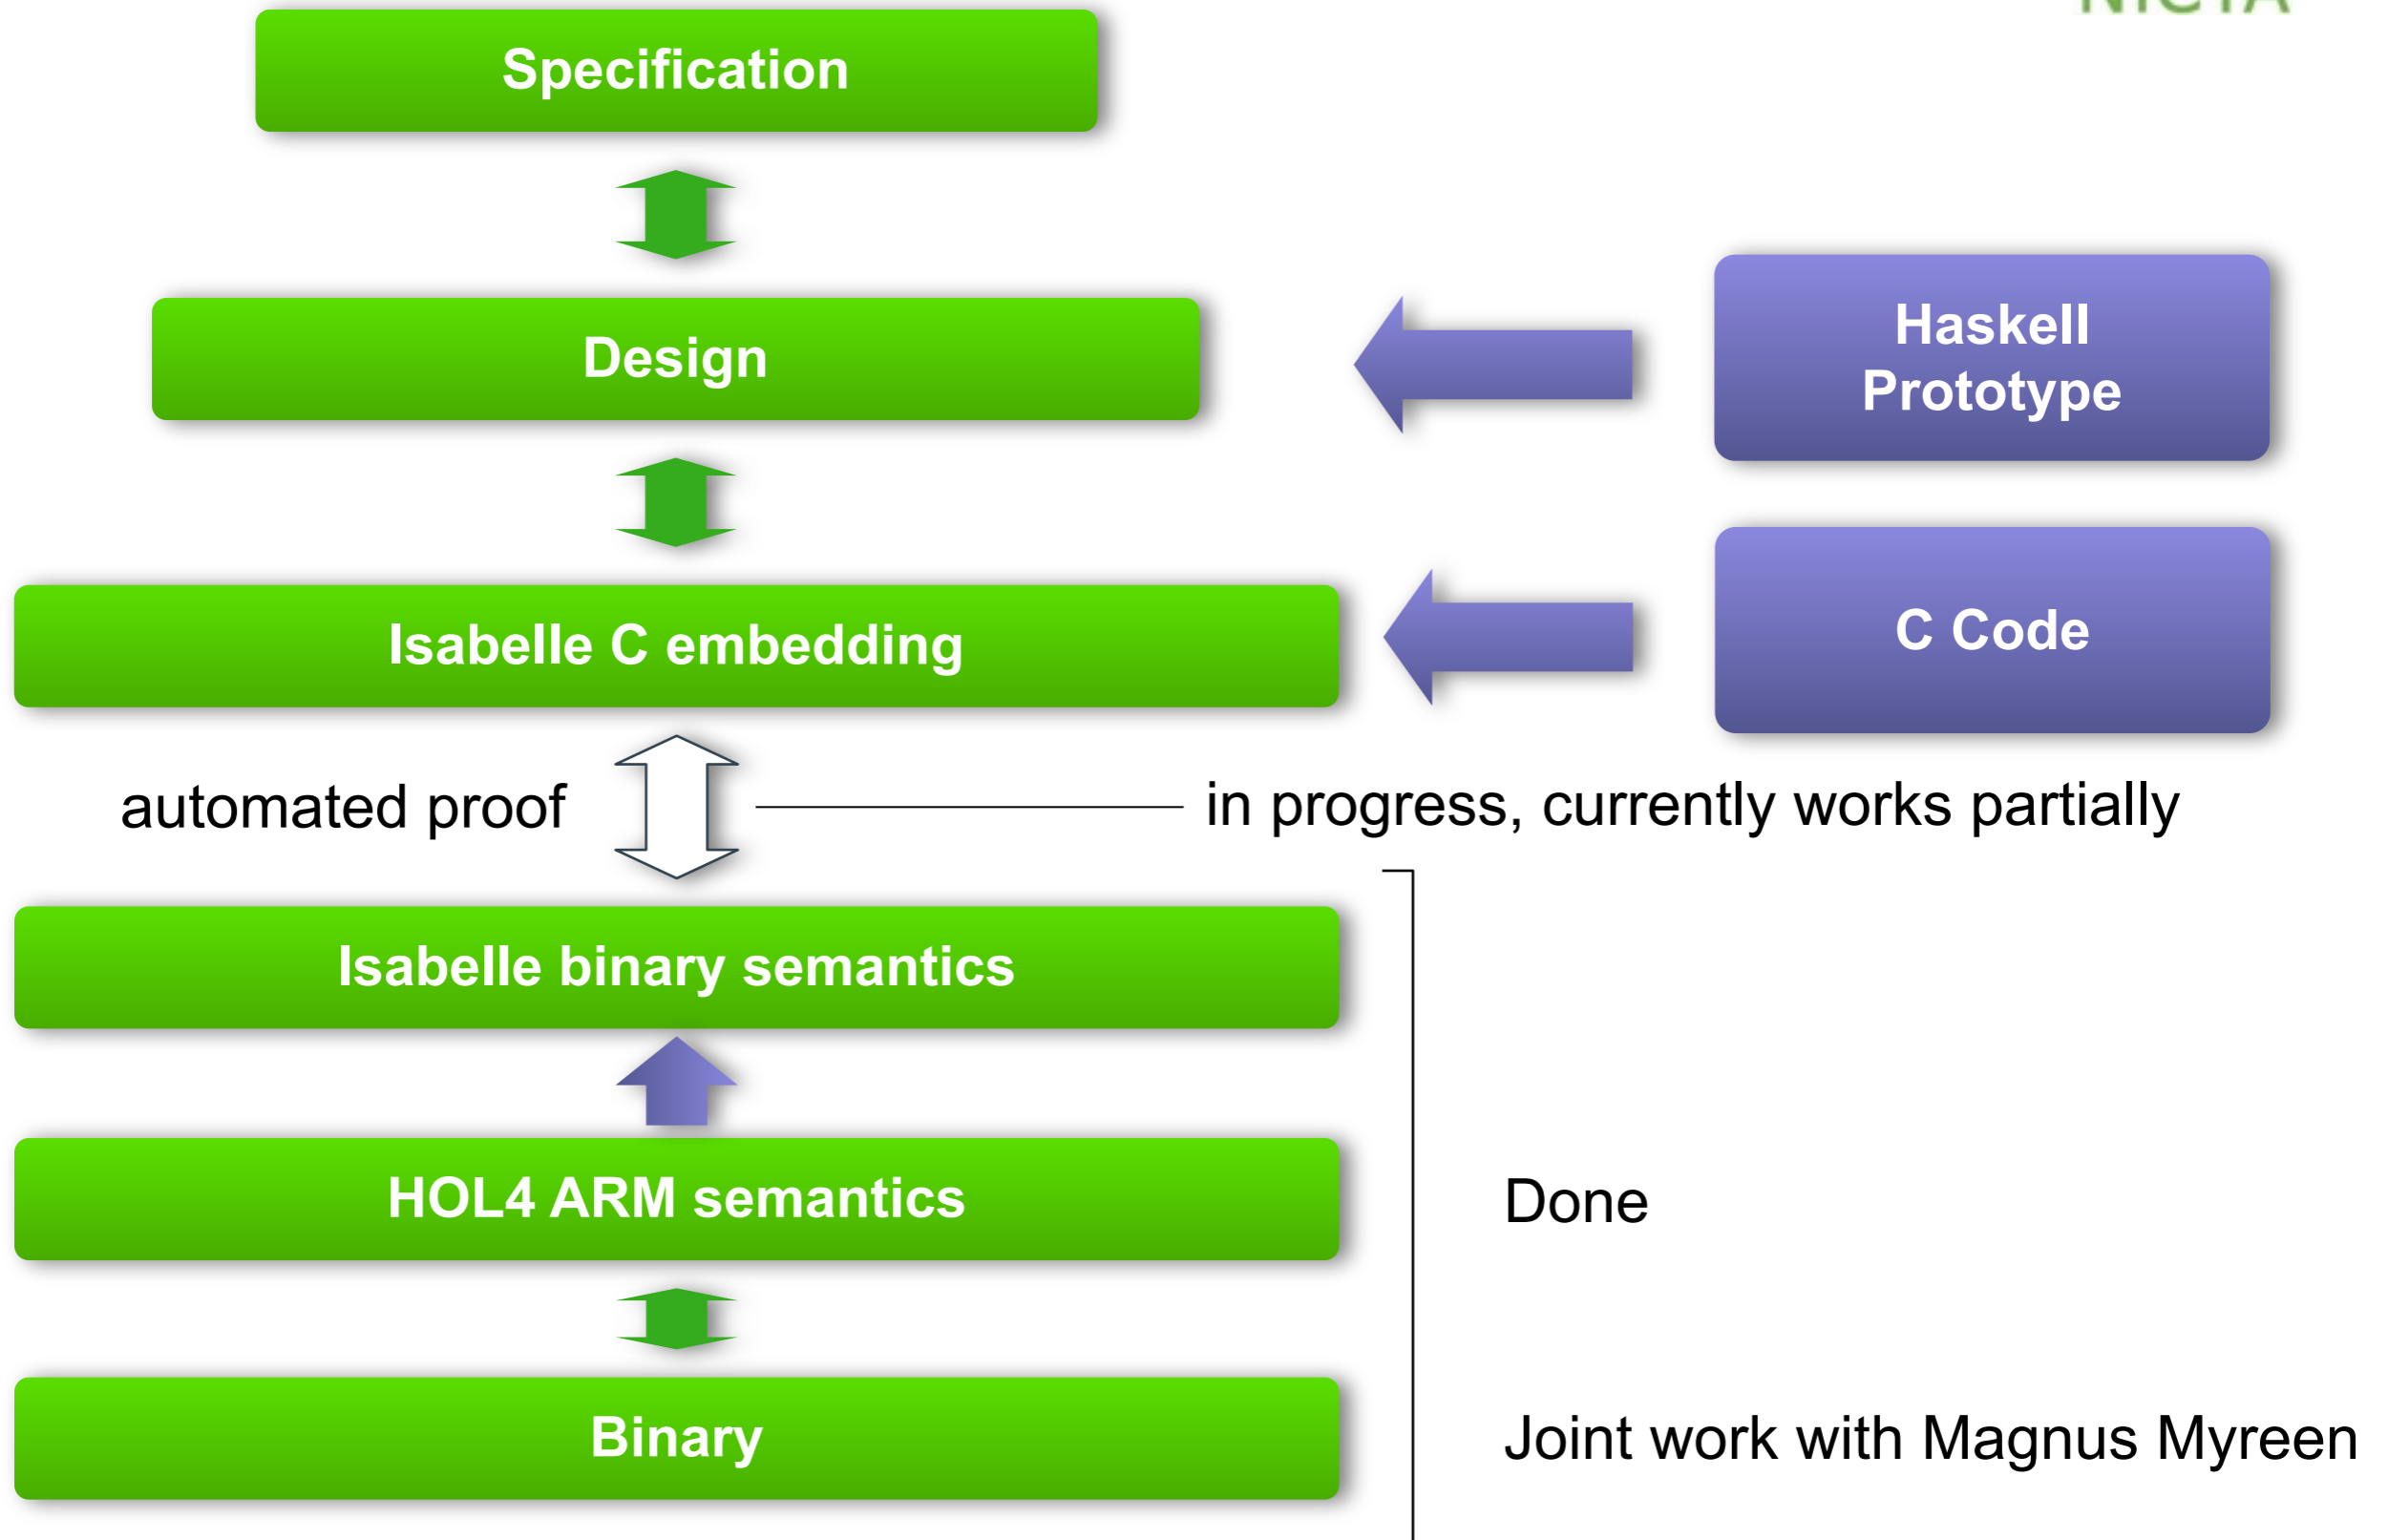 NICTA
Specification
Design
Haskell
Prototype
Isabelle C embedding
C Code
automated proof
in progress, currently works partially
Isabelle binary semantics
HOL4 ARM semantics
Done
Binary
Joint work with Magnus Myreen